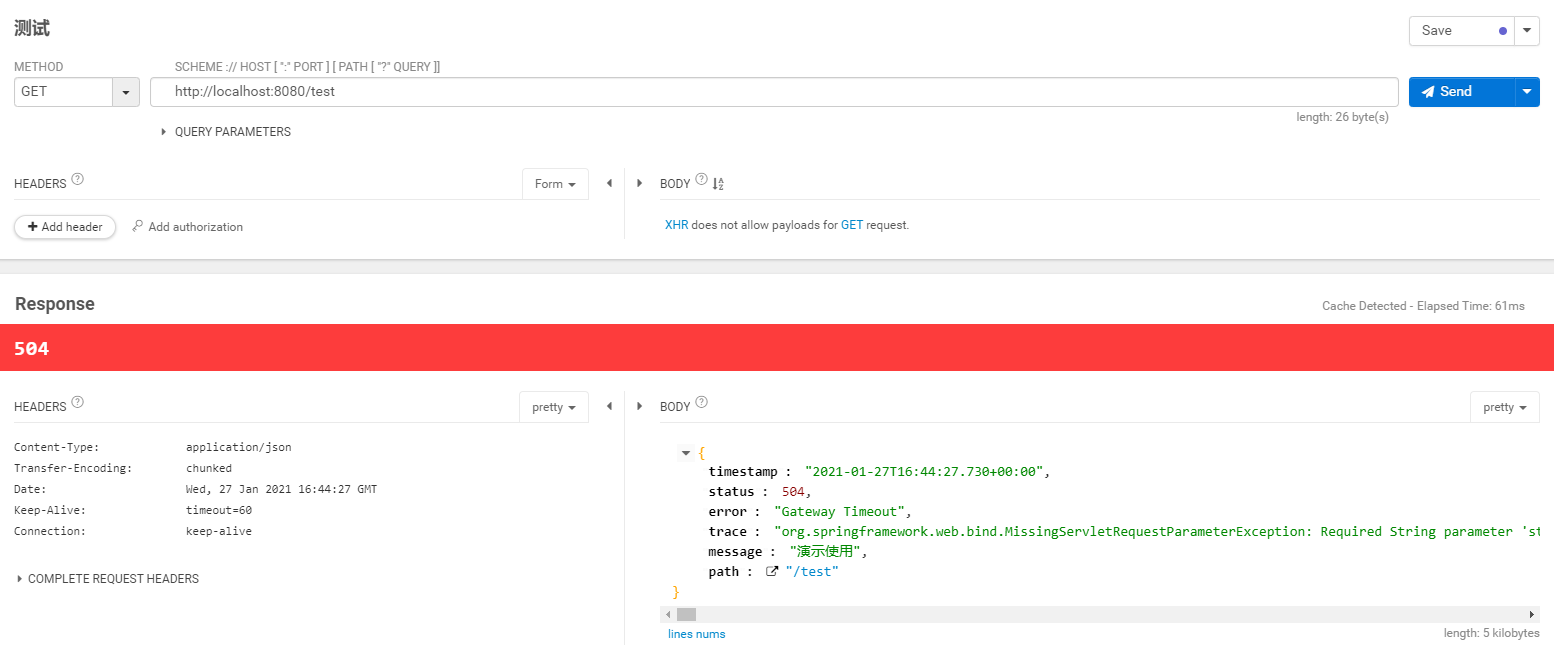 测试
Save
METHOD
SCHEME :// HOST [ ":" PORT ] [ PATH [ "?" QUERY ]]
GET
http://localhost:8080/test
Send
length: 26 byte(s)
QUERY PARAMETERS
HEADERS ?
Form
BODY ?
Add header
Add authorization
XHR does not allow payloads for GET request.
Response
Cache Detected - Elapsed Time: 61ms
504
HEADERS ?
pretty
BODY ?
pretty
Content-Type: application/json
Transfer-Encoding: chunked
Date: Wed, 27 Jan 2021 16:44:27 GMT
Keep-Alive: timeout=60
Connection: keep-alive
COMPLETE REQUEST HEADERS
{
timestamp : "2021-01-27T16:44:27.730+00:00",
status : 504,
error : "Gateway Timeout",
trace : "org.springframework.web.bind.MissingServletRequestParameterException: Required String parameter 'st
message : "演示使用",
path : "/test"
}
lines nums
length: 5 kilobytes